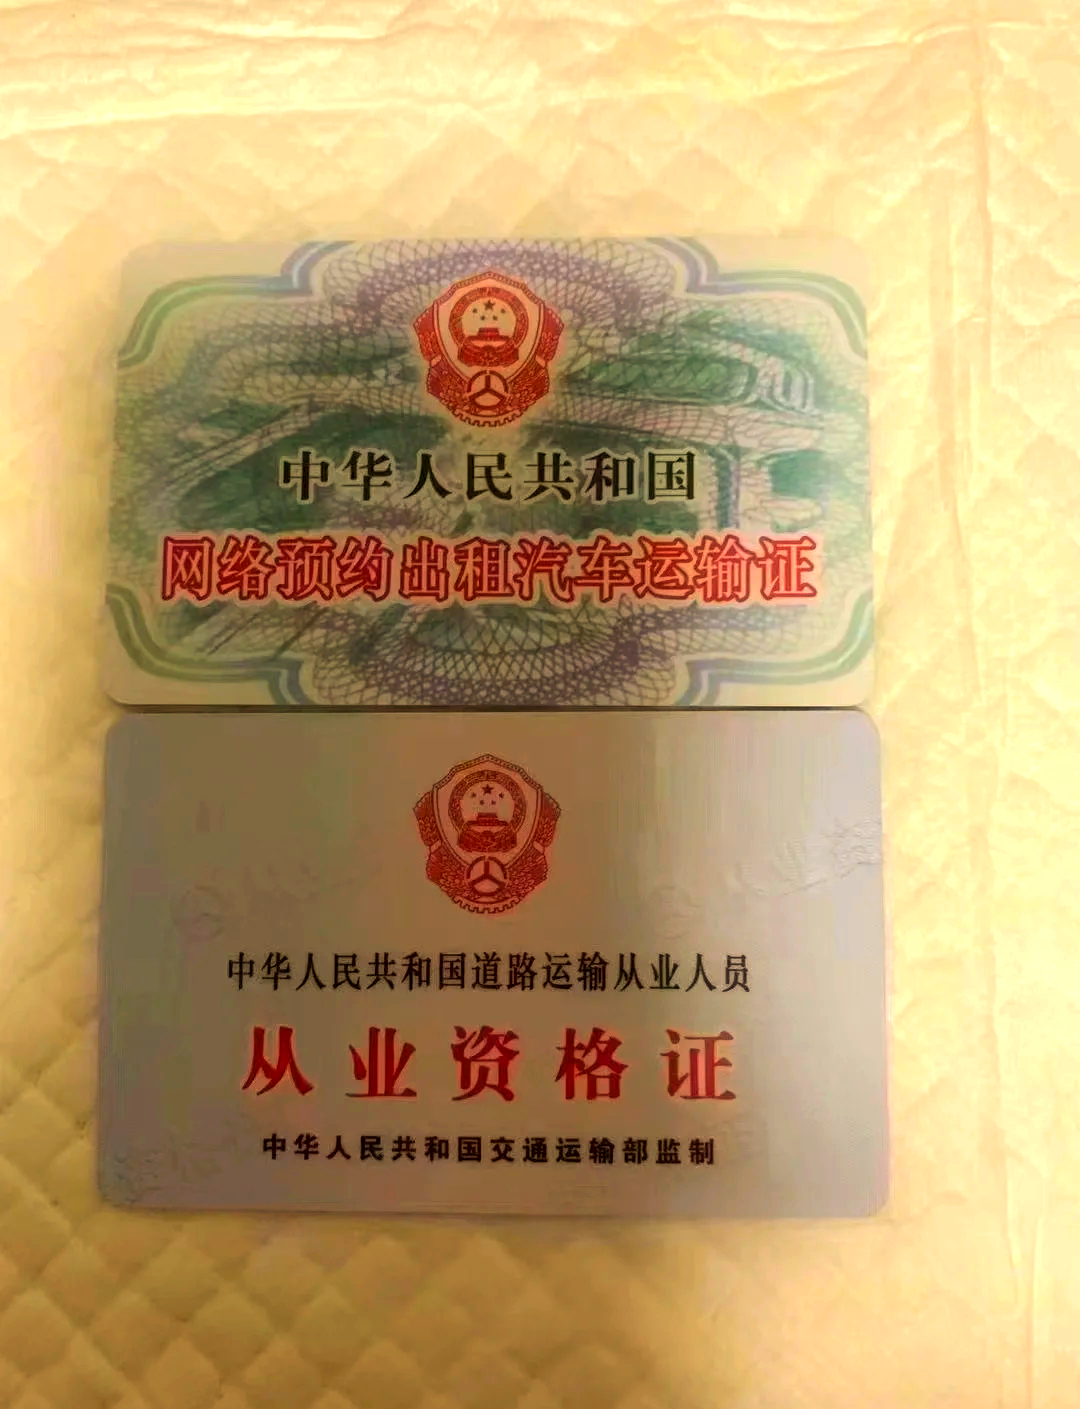 中华人民共和国
网络预约出租汽车运输证
中华人民共和国道路运输从业人员
从业资格证
中华人民共和国交通运输部监制